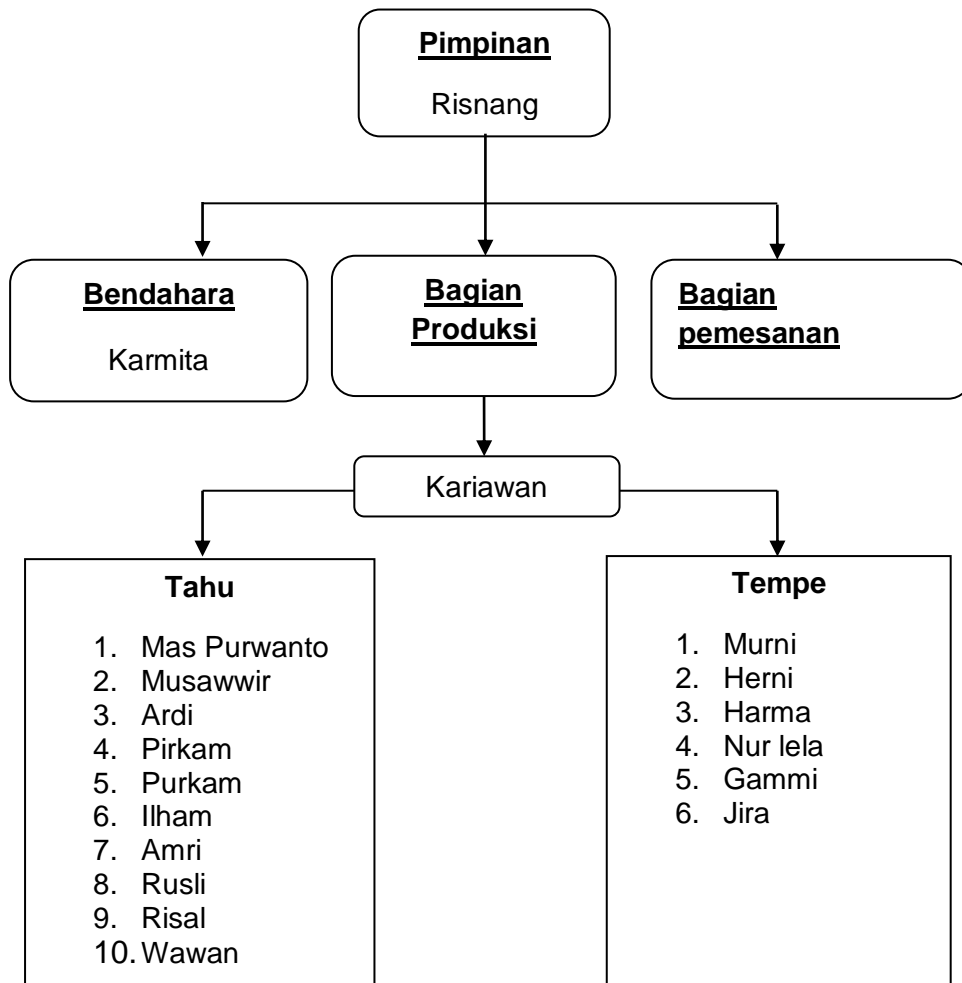 Pimpinan
Risnang
Bendahara
Karmita
Bagian
Produksi
Bagian
pemesanan
Kariawan
Tahu
1. Mas Purwanto
2. Musawwir
3. Ardi
4. Pirkam
5. Purkam
6. Ilham
7. Amri
8. Rusli
9. Risal
10. Wawan
Tempe
1. Murni
2. Herni
3. Harma
4. Nur lela
5. Gammi
6. Jira